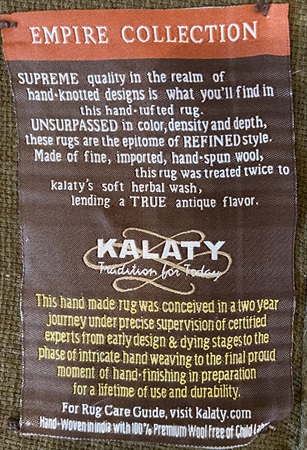 EMPIRE COLLECTION
SUPREME quality in the realm of
hand-knotted designs is what you'll find in
this hand-tufted rug.
UNSURPASSED in color, density and depth,
these rugs are the epitome of REFINED style.
Made of fine, imported, hand-spun wool,
this rug was treated twice to
kalaty's soft herbal wash,
lending a TRUE antique flavor.
KALATY
Tradition for Today
This hand made rug was conceived in a two year
journey under precise supervision of certified
experts from early design & dying stages to the
phase of intricate hand weaving to the final proud
moment of hand-finishing in preparation
for a lifetime of use and durability.
For Rug Care Guide, visit kalaty.com
Hand-Woven in India with 100% Premium Wool Free of Child